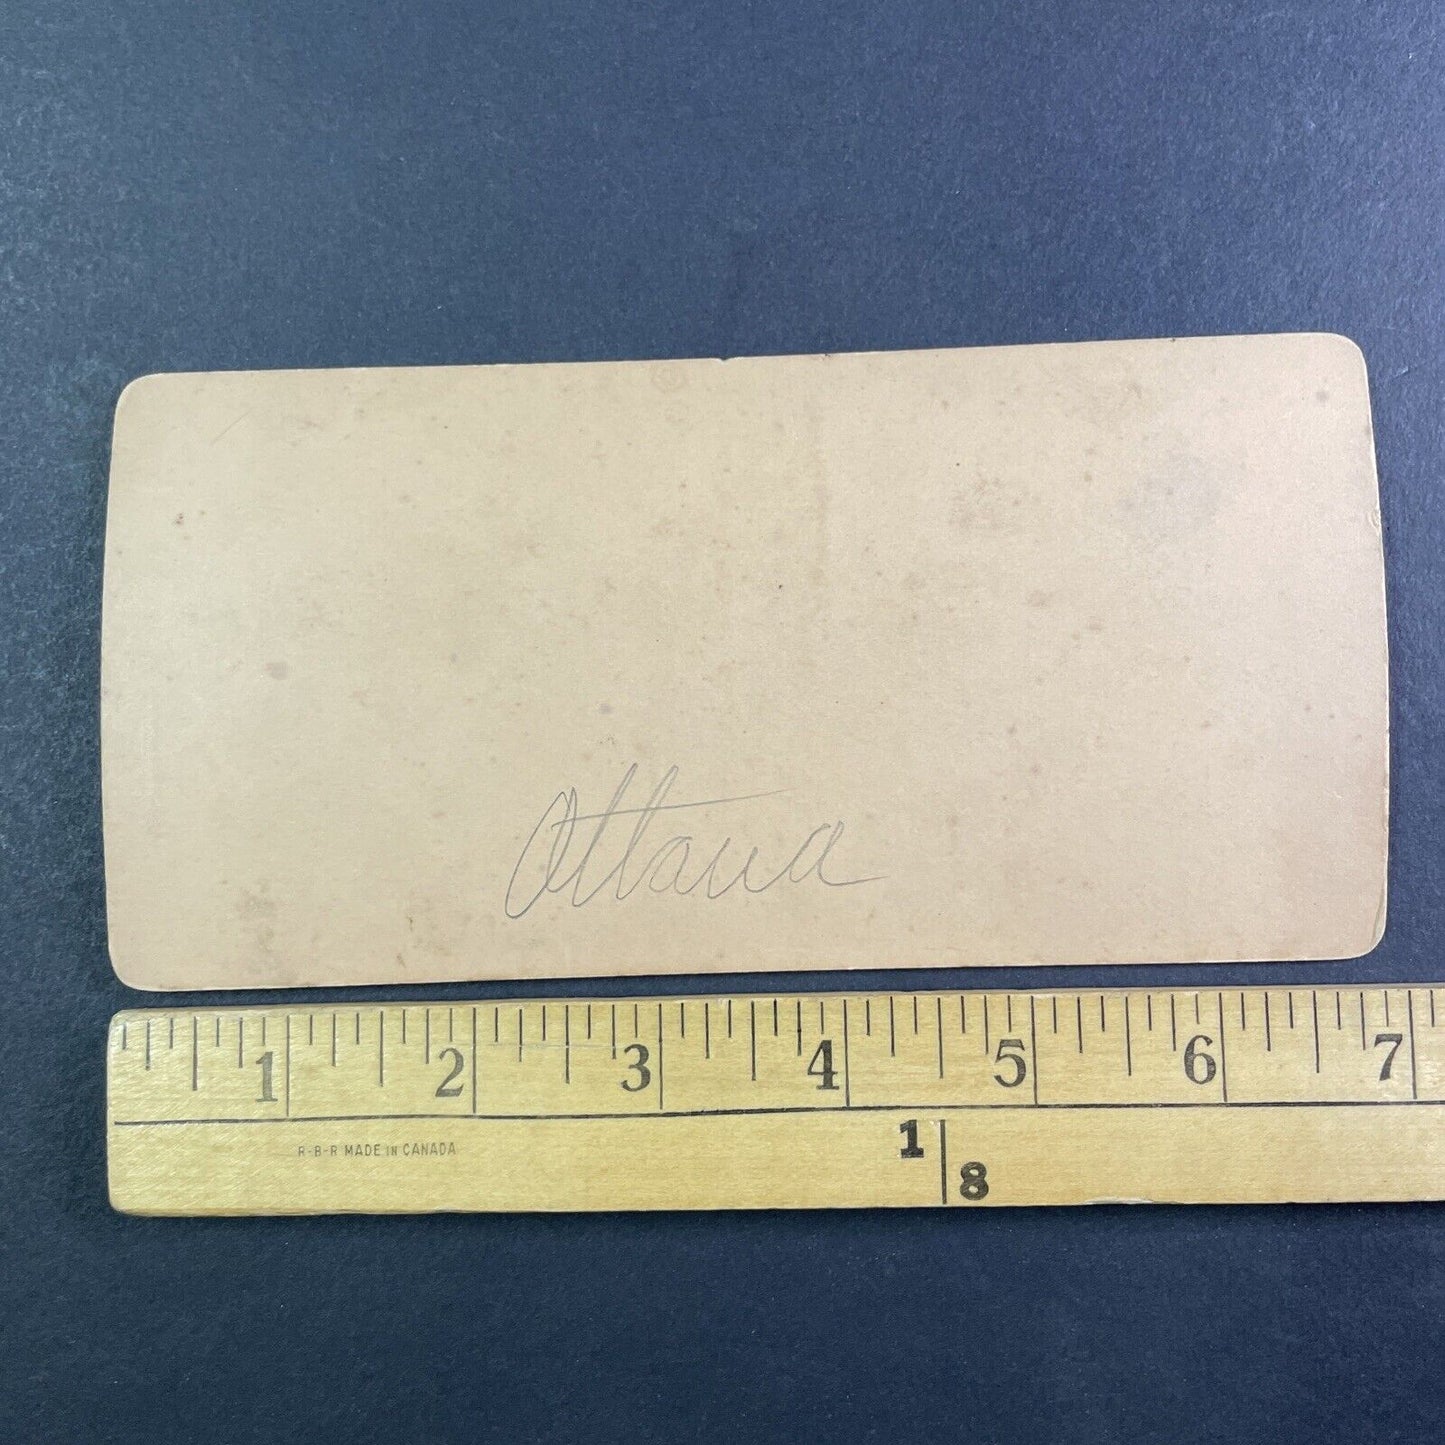 Ottawa
1 2 3 4 5 6 7
R-B-R MADE IN CANADA
1
8